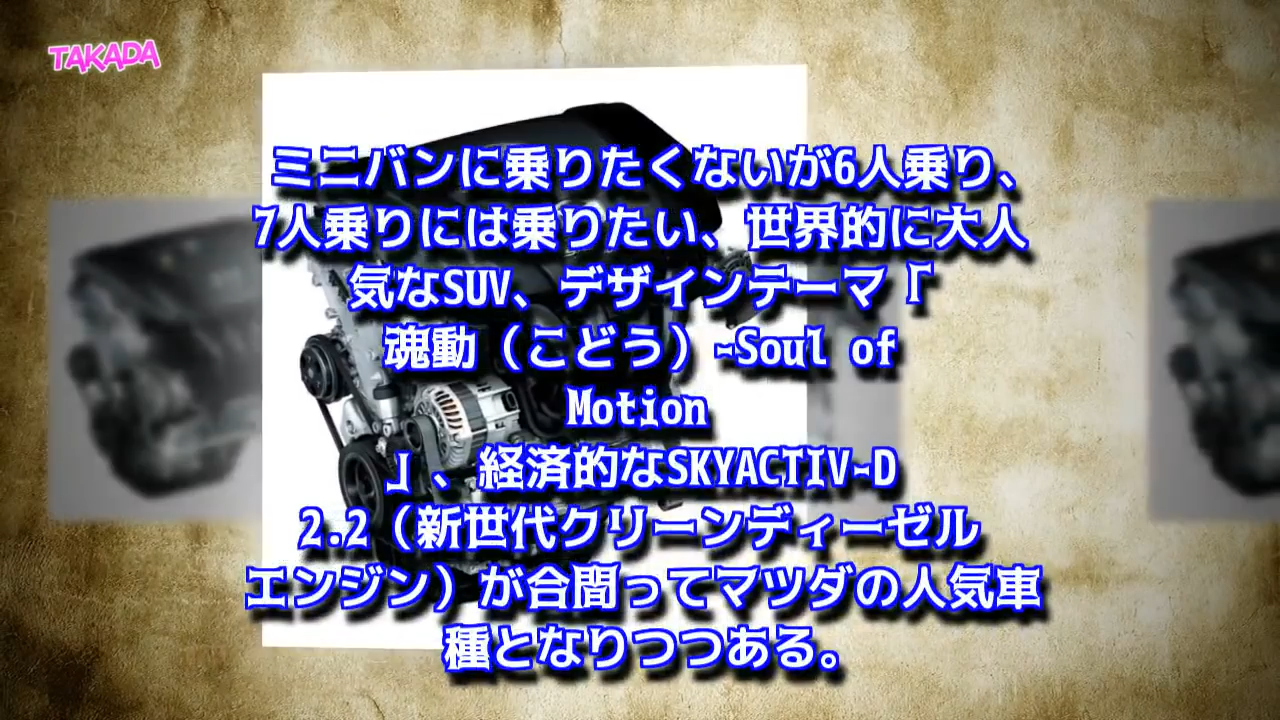 TAKADA
ミニバンに乗りたくないが6人乗り、
7人乗りには乗りたい、世界的に大人
気なSUV、デザインテーマ「
魂動（こどう）-Soul of
Motion
」、経済的なSKYACTIV-D
2.2（新世代クリーンディーゼル
エンジン）が合間ってマツダの人気車
種となりつつある。